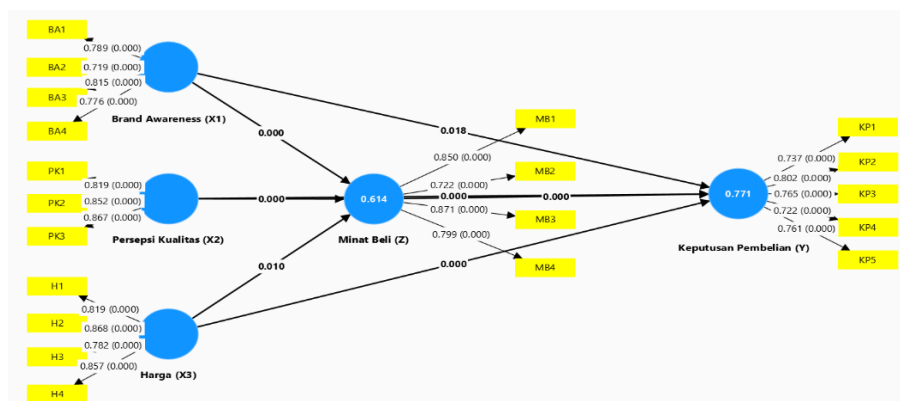 BA1
0.789 (0.000)
BA2
0.719 (0.000)
0.815 (0.000)
BA3
0.776 (0.000)
BA4
Brand Awareness (X1)
PK1
0.819 (0.000)
PK2
0.852 (0.000)
0.867 (0.000)
PK3
Persepsi Kualitas (X2)
H1
0.819 (0.000)
H2
0.868 (0.000)
0.782 (0.000)
H3
0.857 (0.000)
H4
Harga (X3)
0.000
0.000
0.010
0.614
Minat Beli (Z)
0.018
MB1
0.850 (0.000)
MB2
0.722 (0.000)
0.000
0.000
0.871 (0.000)
MB3
0.799 (0.000)
MB4
0.000
0.771
Keputusan Pembelian (Y)
KP1
0.737 (0.000)
KP2
0.802 (0.000)
0.765 (0.000)
KP3
0.722 (0.000)
KP4
0.761 (0.000)
KP5